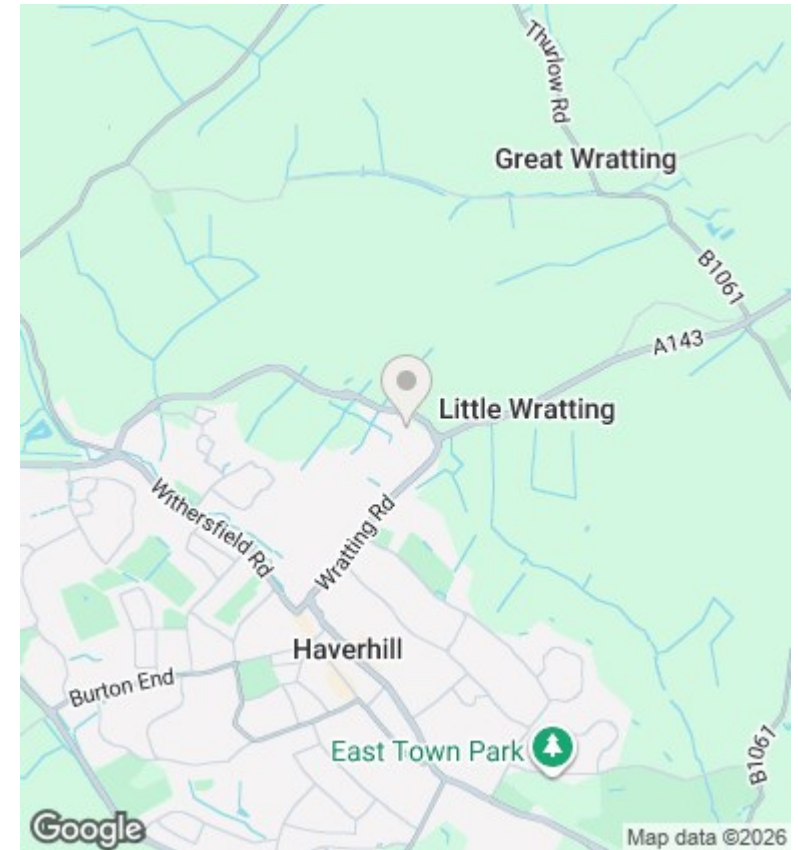 Thurlow Rd
Great Wratting
B1061
A143
Little Wratting
Withersfield Rd
Wratting Rd
Haverhill
Burton End
East Town Park
B1061
Google
Map data ©2026